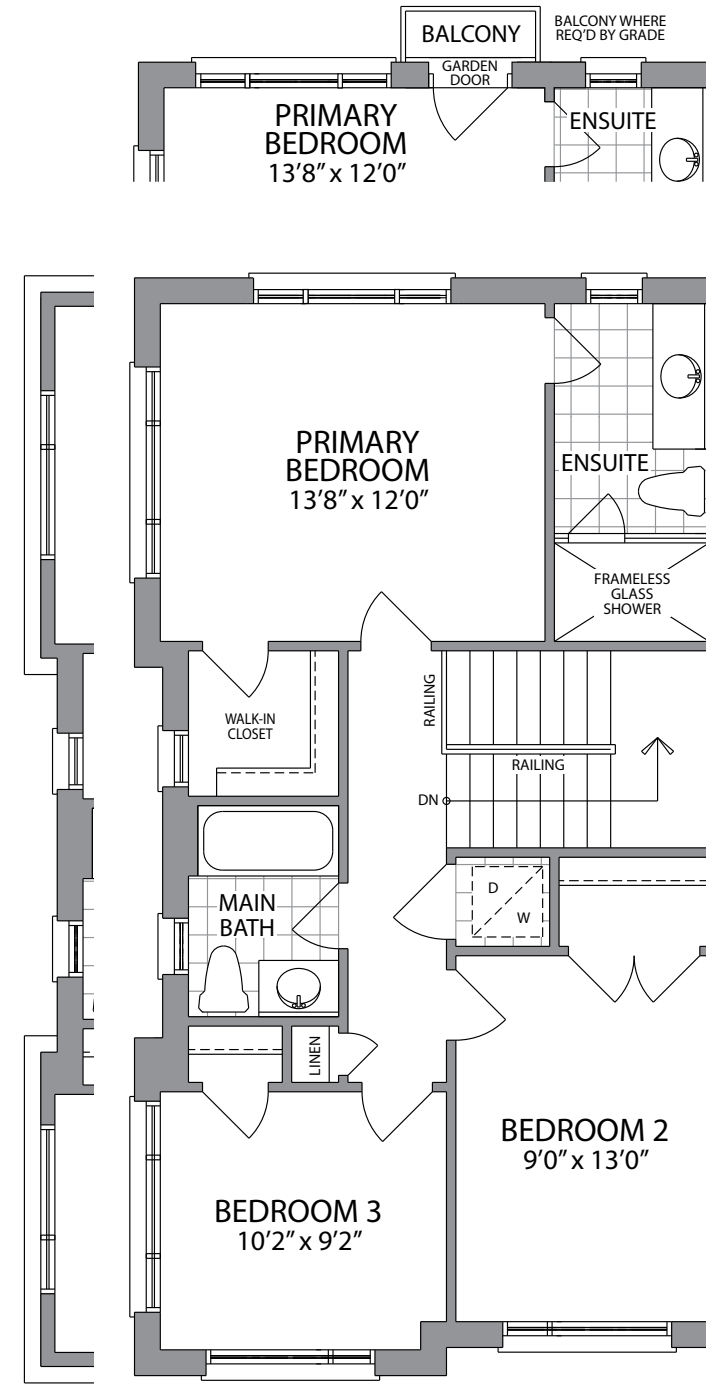 BALCONY
BALCONY WHERE
REQ'D BY GRADE
GARDEN
DOOR
PRIMARY
BEDROOM
13'8” x 12'0”
ENSUITE
PRIMARY
BEDROOM
13'8” x 12'0”
ENSUITE
FRAMELESS
GLASS
SHOWER
WALK-IN
CLOSET
RAILING
RAILING
DN
MAIN
BATH
D
W
LINEN
BEDROOM 2
9'0” x 13'0”
BEDROOM 3
10'2” x 9'2”